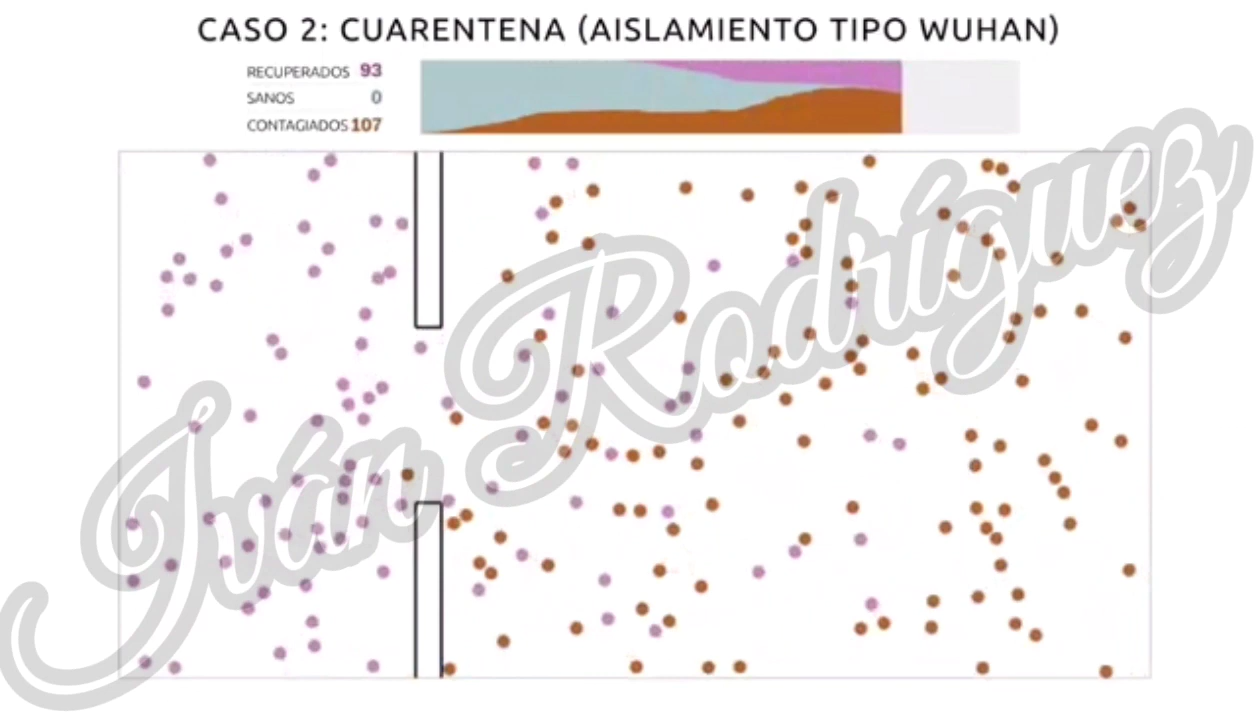 CASO 2: CUARENTENA (AISLAMIENTO TIPO WUHAN)
RECUPERADOS 93
SANOS 0
CONTAGIADOS 107
Iván Rodríguez